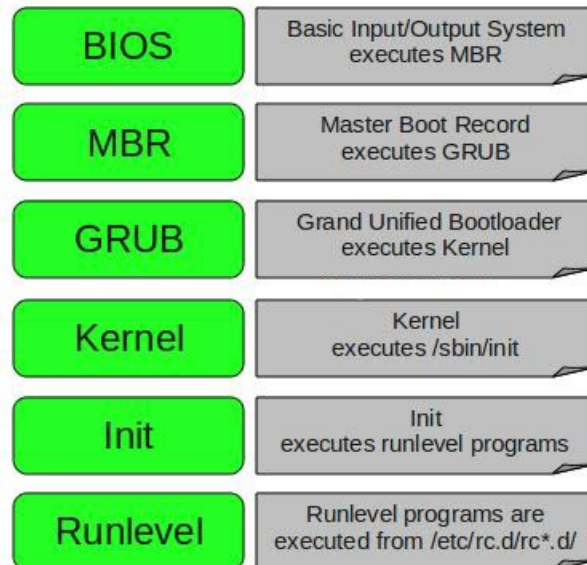 BIOS
Basic Input/Output System
executes MBR
MBR
Master Boot Record
executes GRUB
GRUB
Grand Unified Bootloader
executes Kernel
Kernel
Kernel
executes /sbin/init
Init
Init
executes runlevel programs
Runlevel
Runlevel programs are
executed from /etc/rc.d/rc*.d/